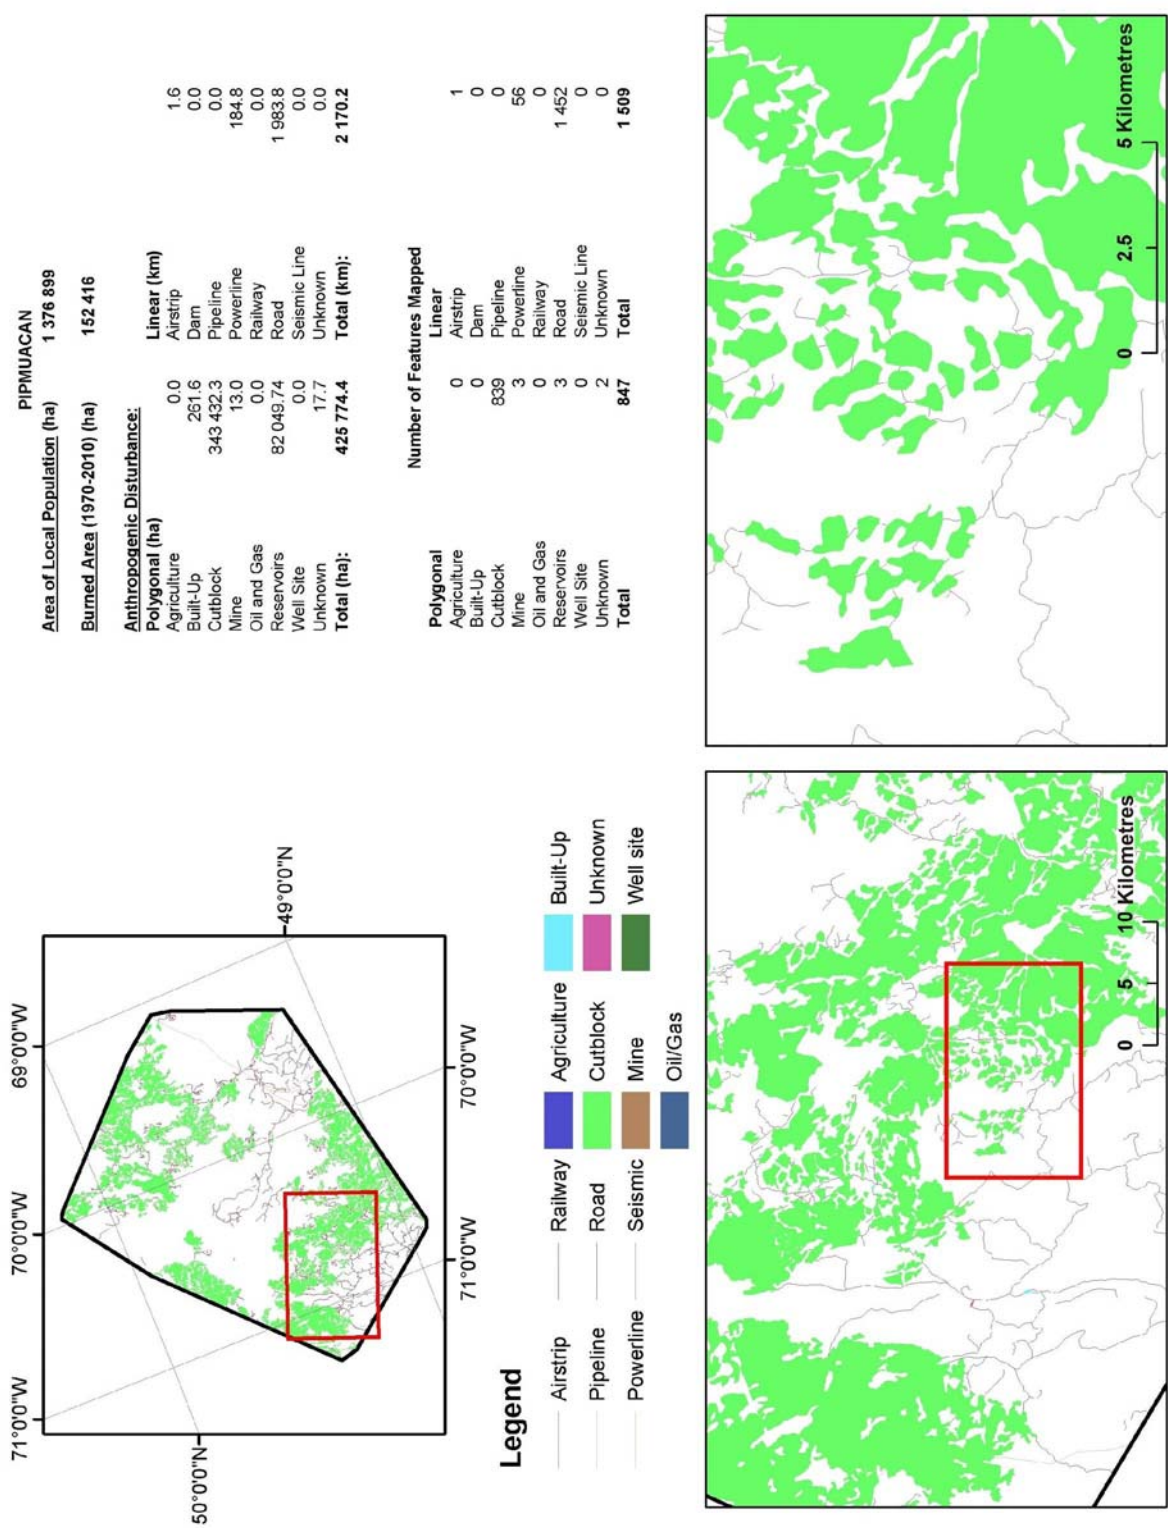 PIPMUACAN
Area of Local Population (ha) 1 376 899
Burned Area (1970-2010) (ha) 152 416
Anthropogenic Disturbance:
Polygonal (ha) Linear (km)
Agriculture 0.0 Airstrip 1.6
Built-Up 261.6 Dam 0.0
Cutblock 343 432.3 Pipeline 0.0
Mine 13.0 Powerline 184.8
Oil and Gas 0.0 Railway 0.0
Reservoirs 82 049.74 Road 1 983.8
Well Site 0.0 Seismic Line 0.0
Unknown 17.7 Unknown 0.0
Total (ha): 425 774.4 Total (km): 2 170.2
Number of Features Mapped
Polygonal Linear
Agriculture 0 Airstrip 1
Built-Up 0 Dam 0
Cutblock 839 Pipeline 0
Mine 3 Powerline 56
Oil and Gas 0 Railway 0
Reservoirs 3 Road 1 452
Well Site 0 Seismic Line 0
Unknown 2 Unknown 0
Total 847 Total 1 509
71°0'0"W 70°0'0"W 69°0'0"W
50°0'0"N
49°0'0"N
71°0'0"W 70°0'0"W
Legend
Airstrip Railway Agriculture Built-Up
Pipeline Road Cutblock Unknown
Powerline Seismic Mine Well site
Oil/Gas
0 5 10 Kilometres
0 2.5 5 Kilometres